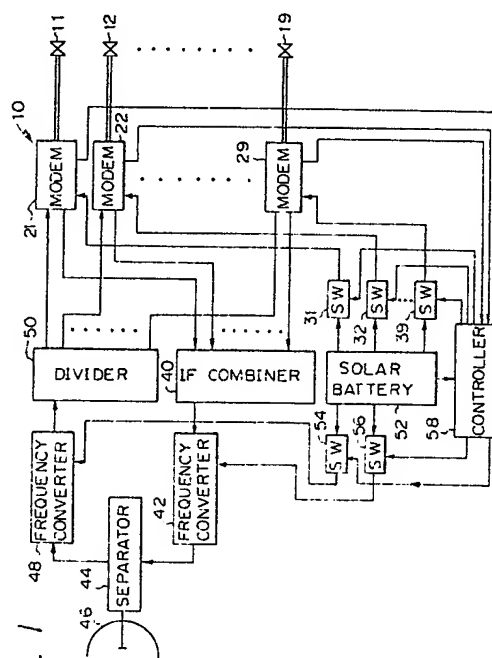 10
11
12
19
21
MODEM
22
MODEM
29
MODEM
50
DIVIDER
40
IF COMBINER
31
SW
32
SW
39
SW
SOLAR
BATTERY
52
54
SW
56
SW
58
CONTROLLER
48
FREQUENCY
CONVERTER
42
FREQUENCY
CONVERTER
44
SEPARATOR
46